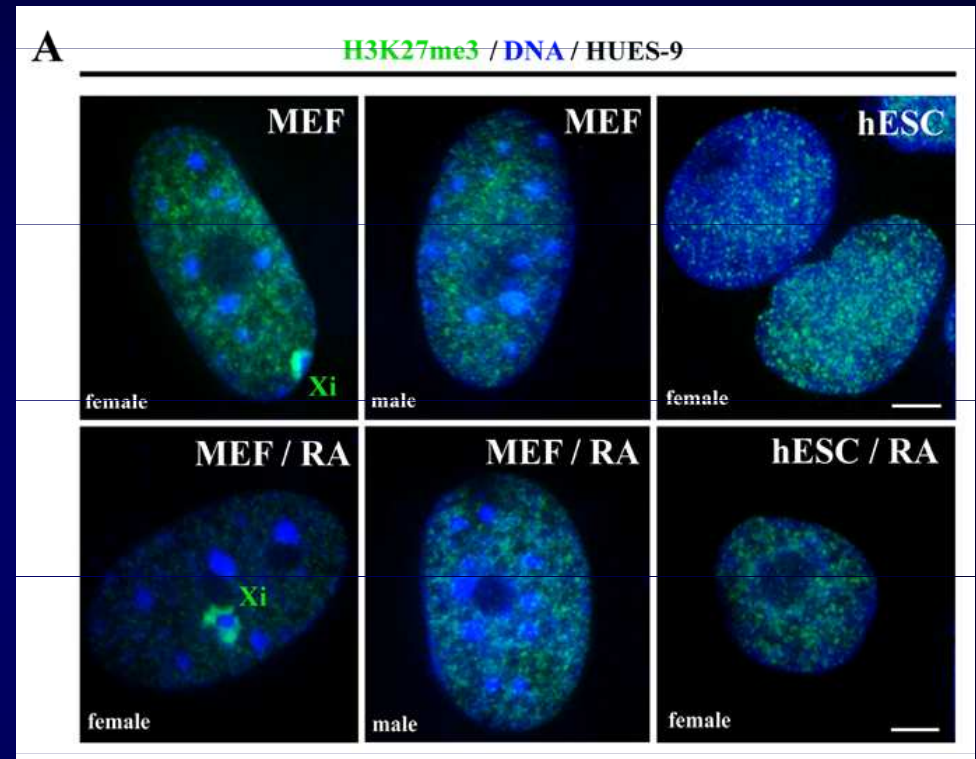 A
H3K27me3 / DNA / HUES-9
MEF
Xi
female
MEF
male
hESC
female
MEF / RA
Xi
female
MEF / RA
male
hESC / RA
female